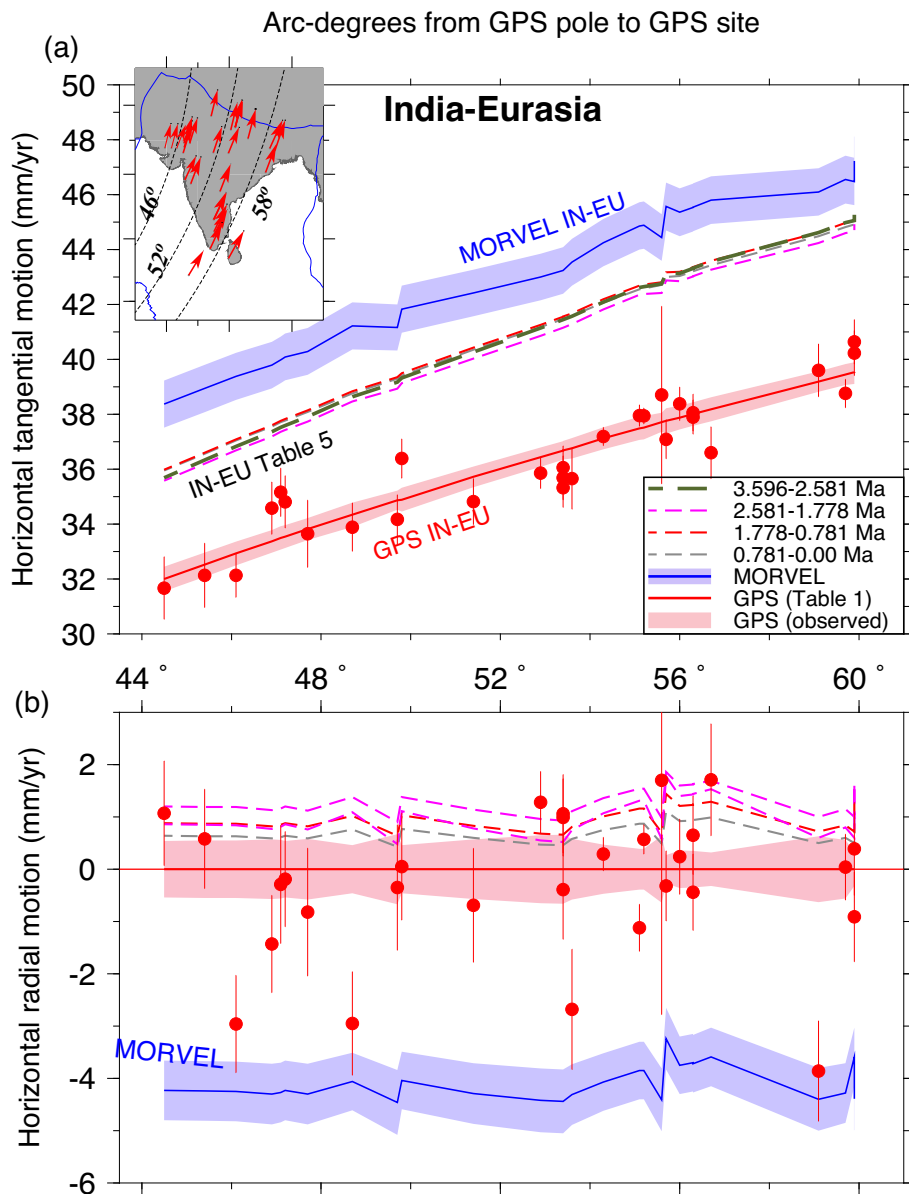 Arc-degrees from GPS pole to GPS site
(a)
India-Eurasia
Horizontal tangential motion (mm/yr)
50
48
46
44
42
40
38
36
34
32
30
46º
52º
58º
MORVEL IN-EU
IN-EU Table 5
GPS IN-EU
3.596-2.581 Ma
2.581-1.778 Ma
1.778-0.781 Ma
0.781-0.00 Ma
MORVEL
GPS (Table 1)
GPS (observed)
44 ° 48 ° 52 ° 56 ° 60 °
(b)
Horizontal radial motion (mm/yr)
2
0
-2
-4
-6
MORVEL